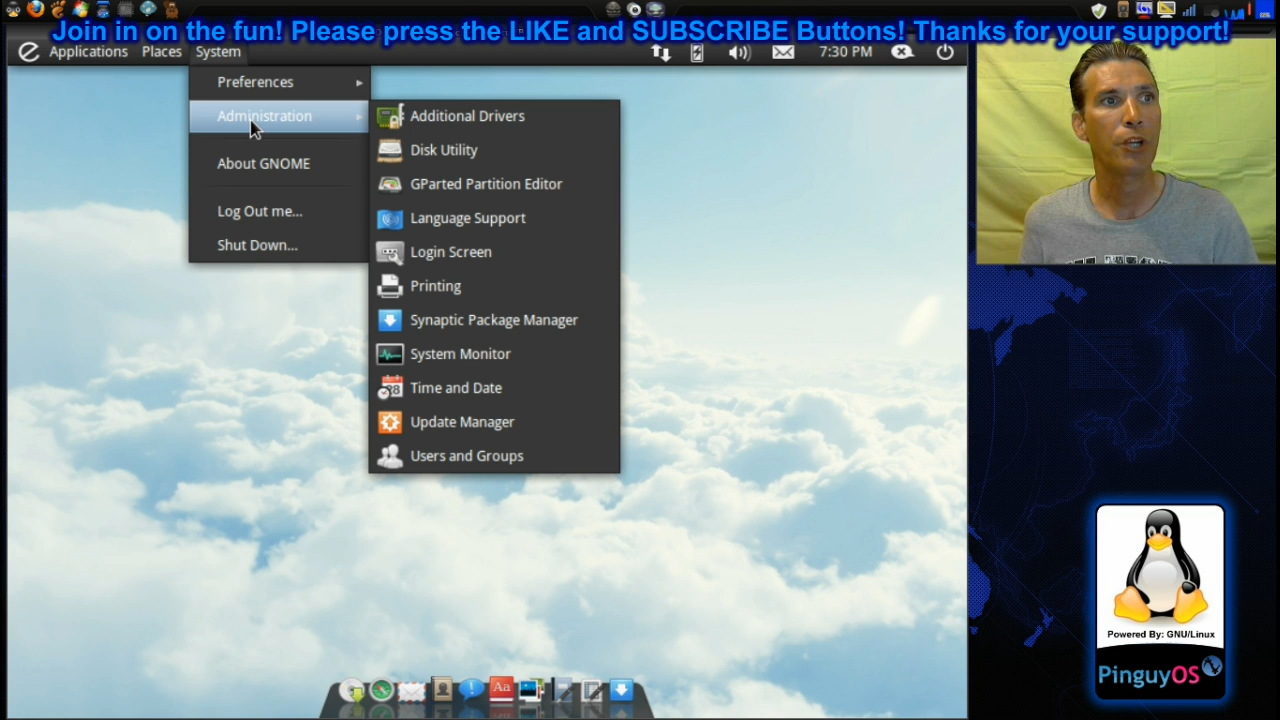 Join in on the fun! Please press the LIKE and SUBSCRIBE Buttons! Thanks for your support!
Applications Places System 7:30 PM
Preferences
Administration
About GNOME
Log Out me...
Shut Down...
Additional Drivers
Disk Utility
GParted Partition Editor
Language Support
Login Screen
Printing
Synaptic Package Manager
System Monitor
Time and Date
Update Manager
Users and Groups
Aa
Powered By: GNU/Linux
PinguyOS